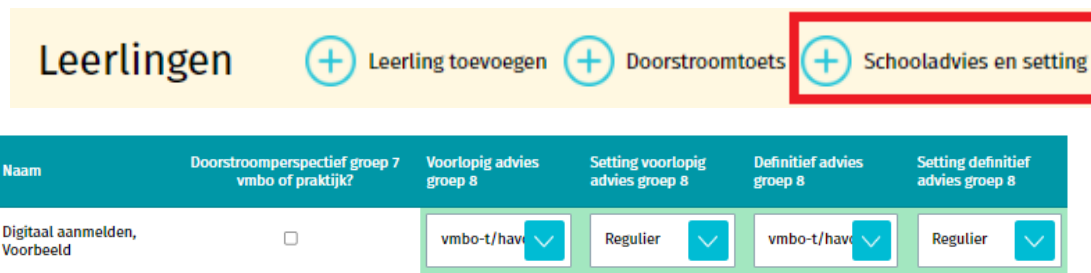 Leerlingen Leerling toevoegen Doorstroomtoets Schooladvies en setting
Naam Doorstroomperspectief groep 7 Voorlopig advies Setting voorlopig Definitief advies Setting definitief
vmbo of praktijk? groep 8 advies groep 8 groep 8 advies groep 8
Digitaal aanmelden, vmbo-t/hav Regulier vmbo-t/hav Regulier
Voorbeeld